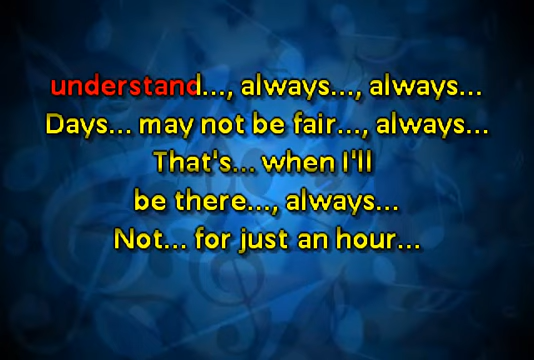 understand..., always..., always...
Days... may not be fair..., always...
That's... when I'll
be there..., always...
Not... for just an hour...